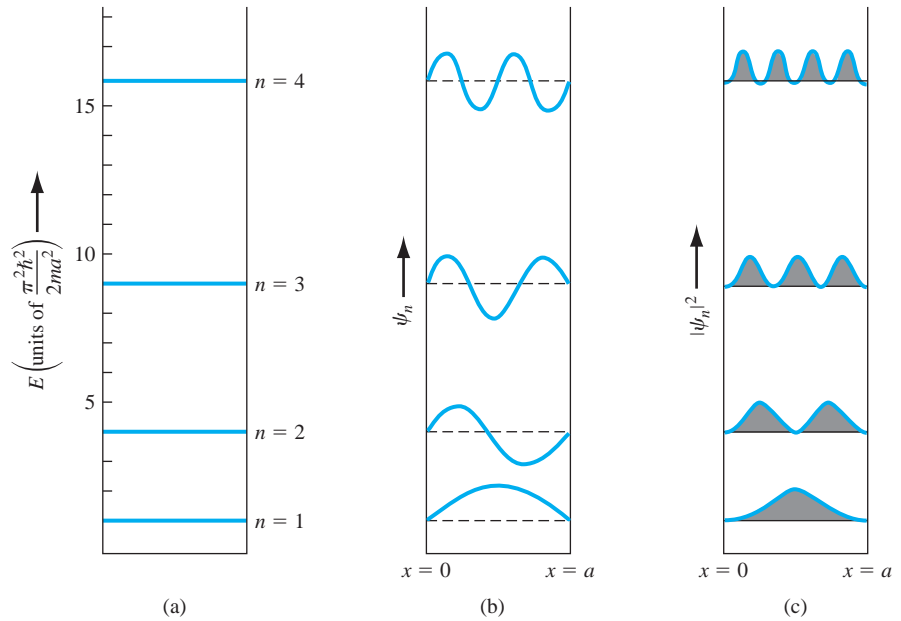 15
10
5
E (units of π²ħ² / 2ma²)
n = 4
n = 3
n = 2
n = 1
(a)
ψₙ
x = 0 x = a
(b)
|ψₙ|²
x = 0 x = a
(c)